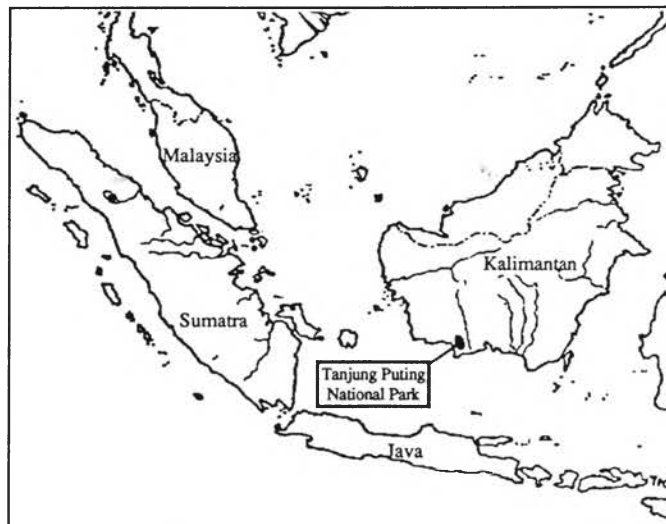 Malaysia
Kalimantan
Sumatra
Tanjung Puting
National Park
Java